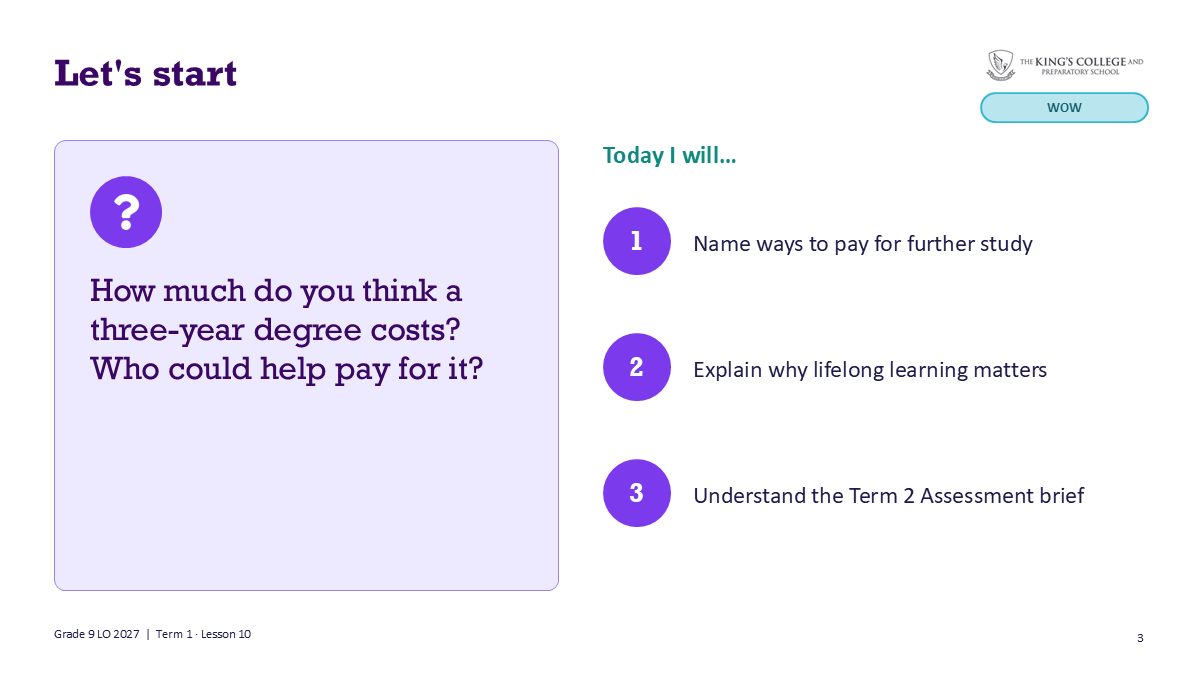 Let's start
THE KING'S COLLEGE AND
PREPARATORY SCHOOL
WOW
?
How much do you think a
three-year degree costs?
Who could help pay for it?
Today I will...
1 Name ways to pay for further study
2 Explain why lifelong learning matters
3 Understand the Term 2 Assessment brief
Grade 9 LO 2027 | Term 1 · Lesson 10
3